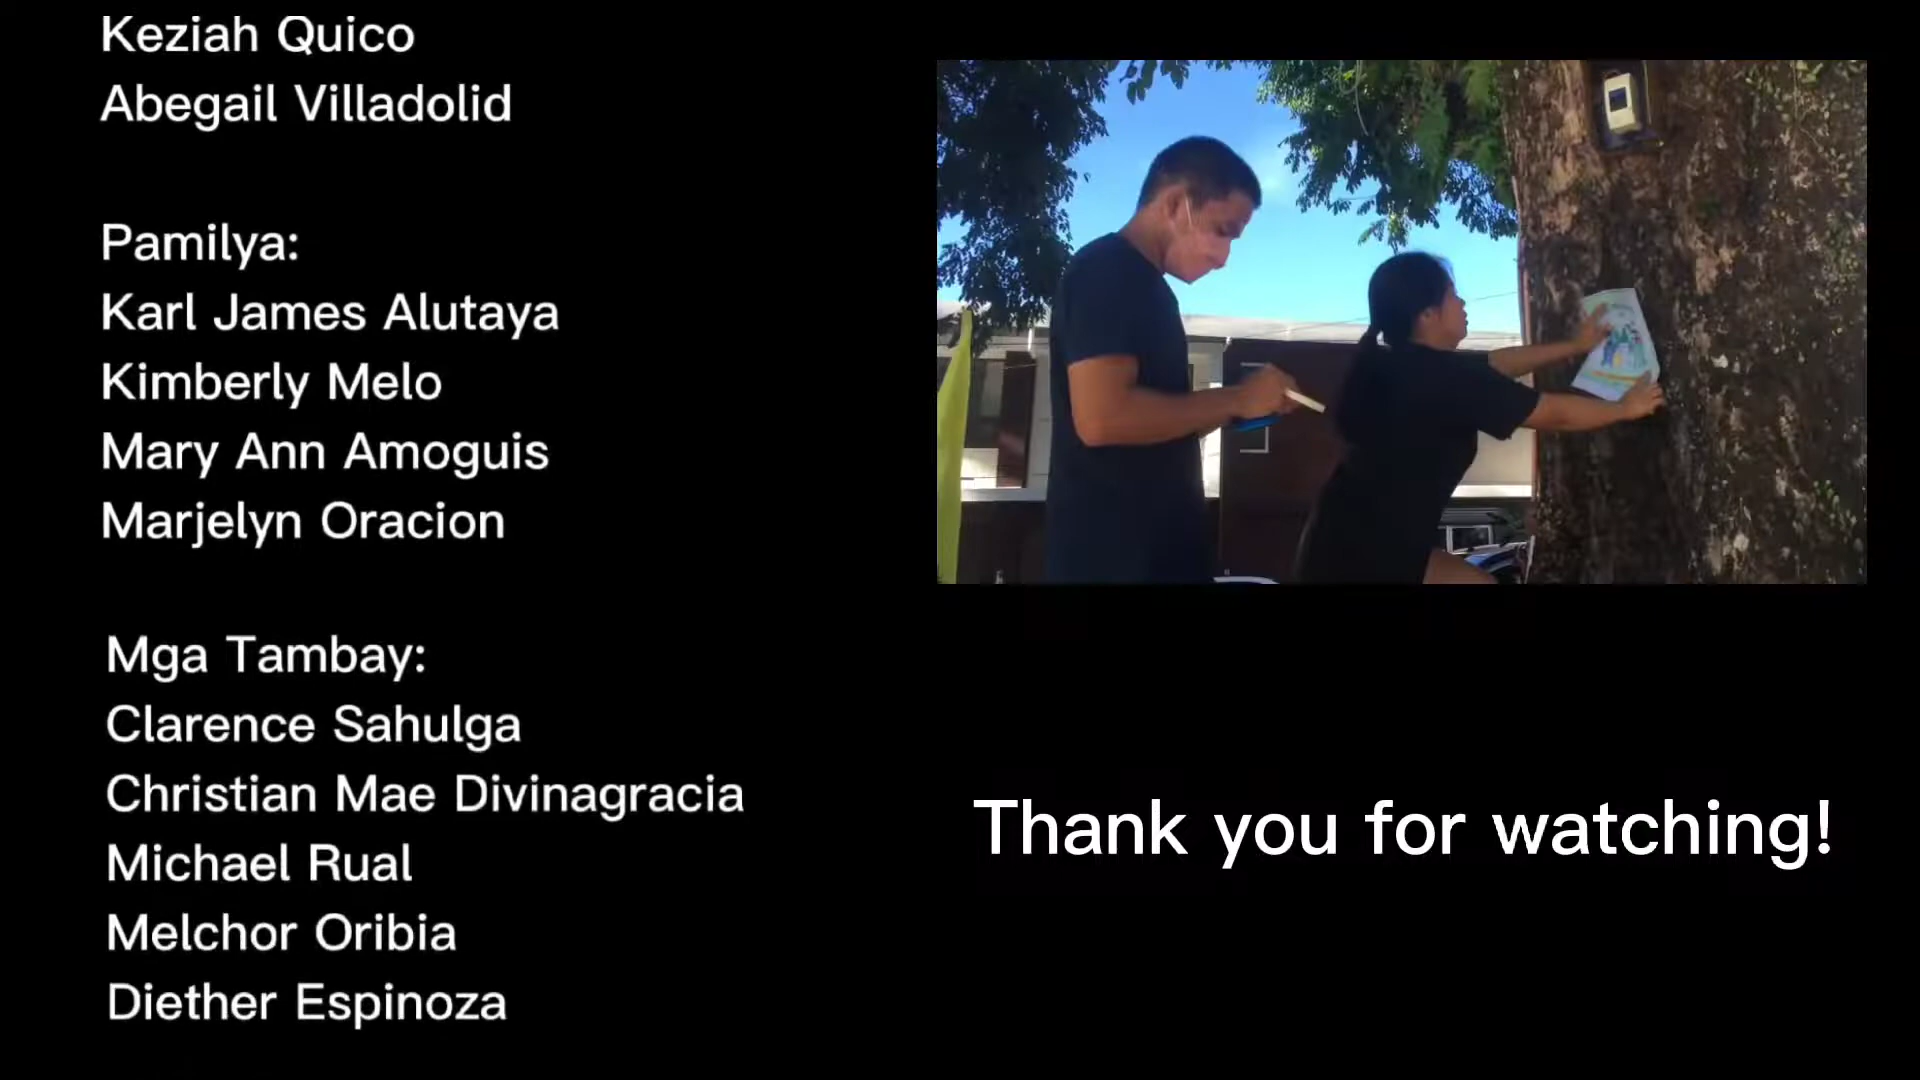 Keziah Quico
Abegail Villadolid
Pamilya:
Karl James Alutaya
Kimberly Melo
Mary Ann Amoguis
Marjelyn Oracion
Mga Tambay:
Clarence Sahulga
Christian Mae Divinagracia
Michael Rual
Melchor Oribia
Diether Espinoza
Thank you for watching!